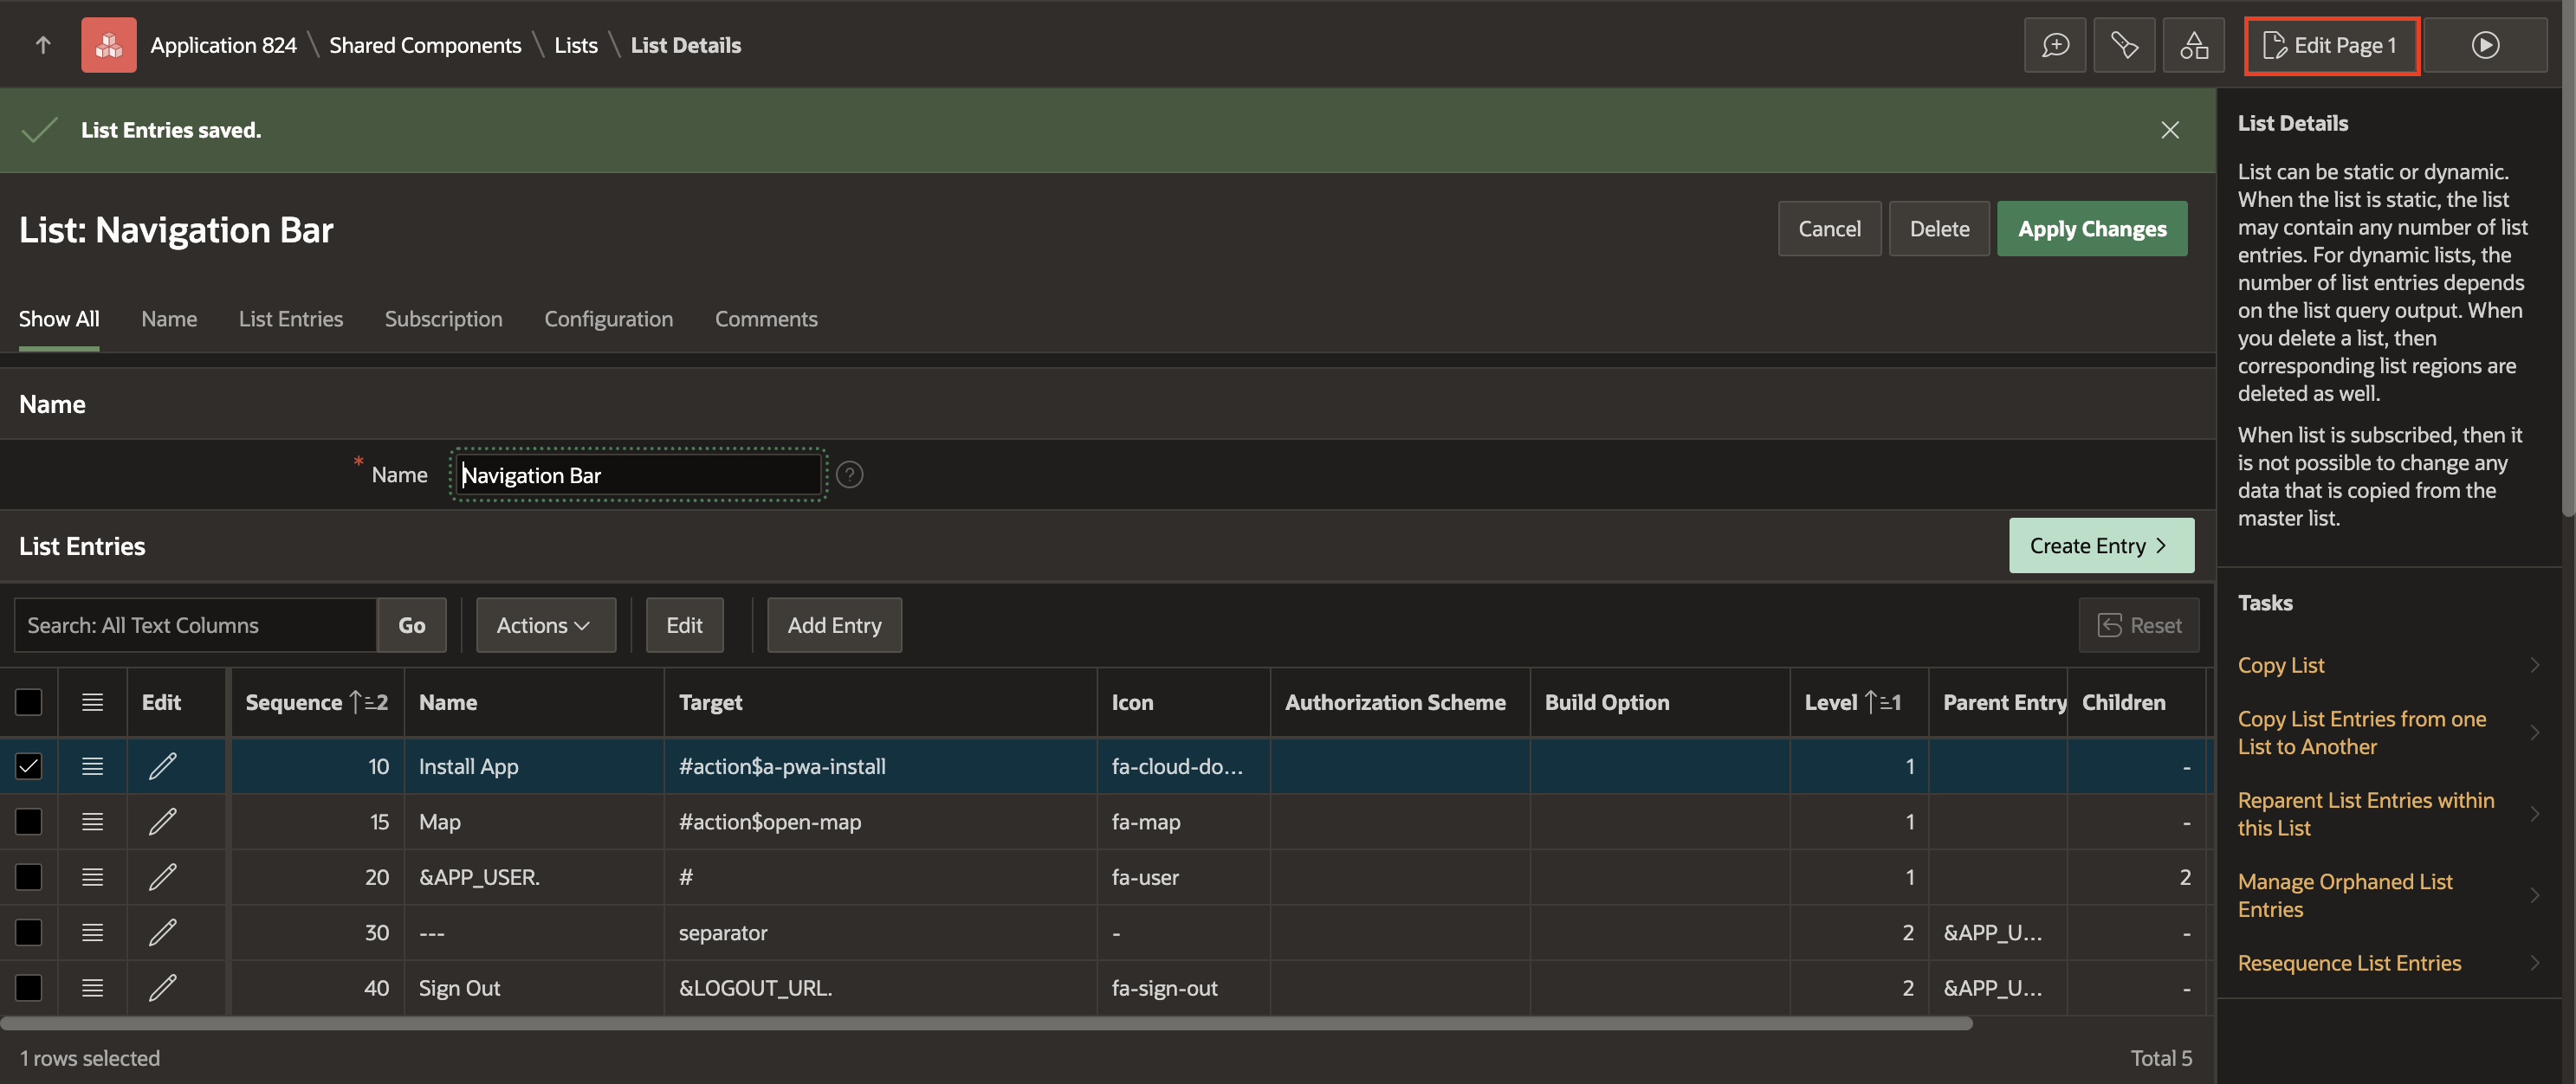 Application 824 \ Shared Components \ Lists \ List Details
Edit Page 1
List Entries saved.
List: Navigation Bar
Cancel
Delete
Apply Changes
Show All
Name
List Entries
Subscription
Configuration
Comments
Name
* Name
Navigation Bar
?
List Entries
Create Entry >
Search: All Text Columns
Go
Actions
Edit
Add Entry
Reset
Edit Sequence 2 Name Target Icon Authorization Scheme Build Option Level 1 Parent Entry Children
10 Install App #action$a-pwa-install fa-cloud-do... 1 -
15 Map #action$open-map fa-map 1 -
20 &APP_USER. # fa-user 1 2
30 --- separator - 2 &APP_U... -
40 Sign Out &LOGOUT_URL. fa-sign-out 2 &APP_U... -
1 rows selected
Total 5
List Details
List can be static or dynamic.
When the list is static, the list
may contain any number of list
entries. For dynamic lists, the
number of list entries depends
on the list query output. When
you delete a list, then
corresponding list regions are
deleted as well.
When list is subscribed, then it
is not possible to change any
data that is copied from the
master list.
Tasks
Copy List
Copy List Entries from one
List to Another
Reparent List Entries within
this List
Manage Orphaned List
Entries
Resequence List Entries